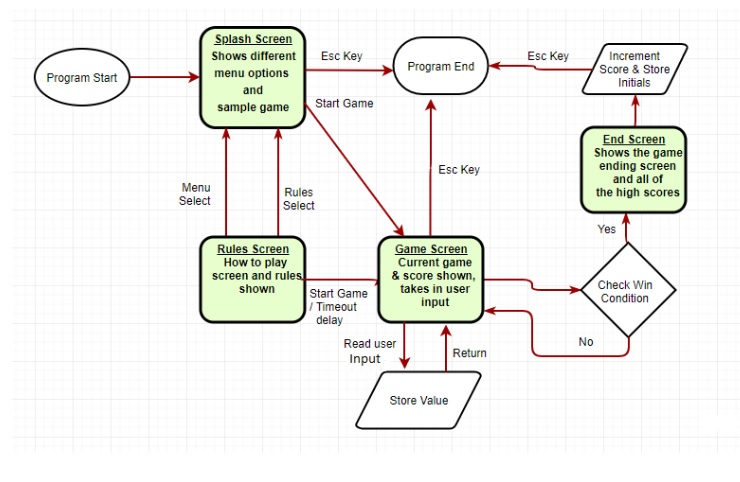 Program Start
Splash Screen
Shows different
menu options
and
sample game
Esc Key
Start Game
Program End
Esc Key
Increment
Score & Store
Initials
Esc Key
End Screen
Shows the game
ending screen
and all of
the high scores
Menu
Select
Rules
Select
Yes
Rules Screen
How to play
screen and rules
shown
Start Game
/ Timeout
delay
Game Screen
Current game
& score shown,
takes in user
input
Check Win
Condition
No
Read user
Input
Return
Store Value